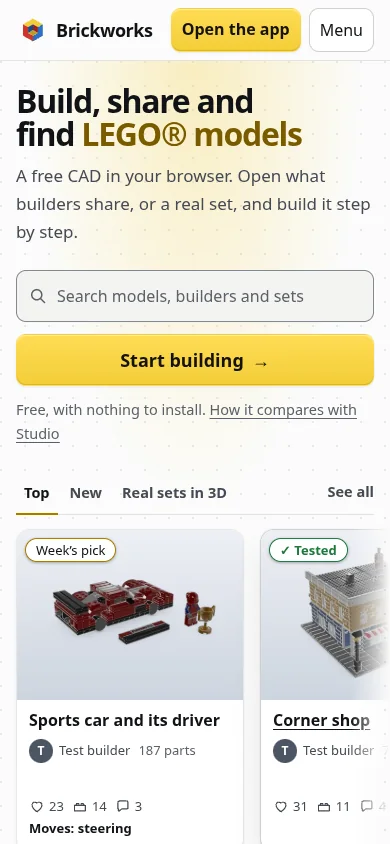 Brickworks
Open the app
Menu
Build, share and
find LEGO® models
A free CAD in your browser. Open what
builders share, or a real set, and build it step
by step.
Search models, builders and sets
Start building →
Free, with nothing to install. How it compares with
Studio
Top New Real sets in 3D See all
Week's pick
✓ Tested
Sports car and its driver
T Test builder 187 parts
23 14 3
Moves: steering
Corner shop
T Test builder
31 11 4